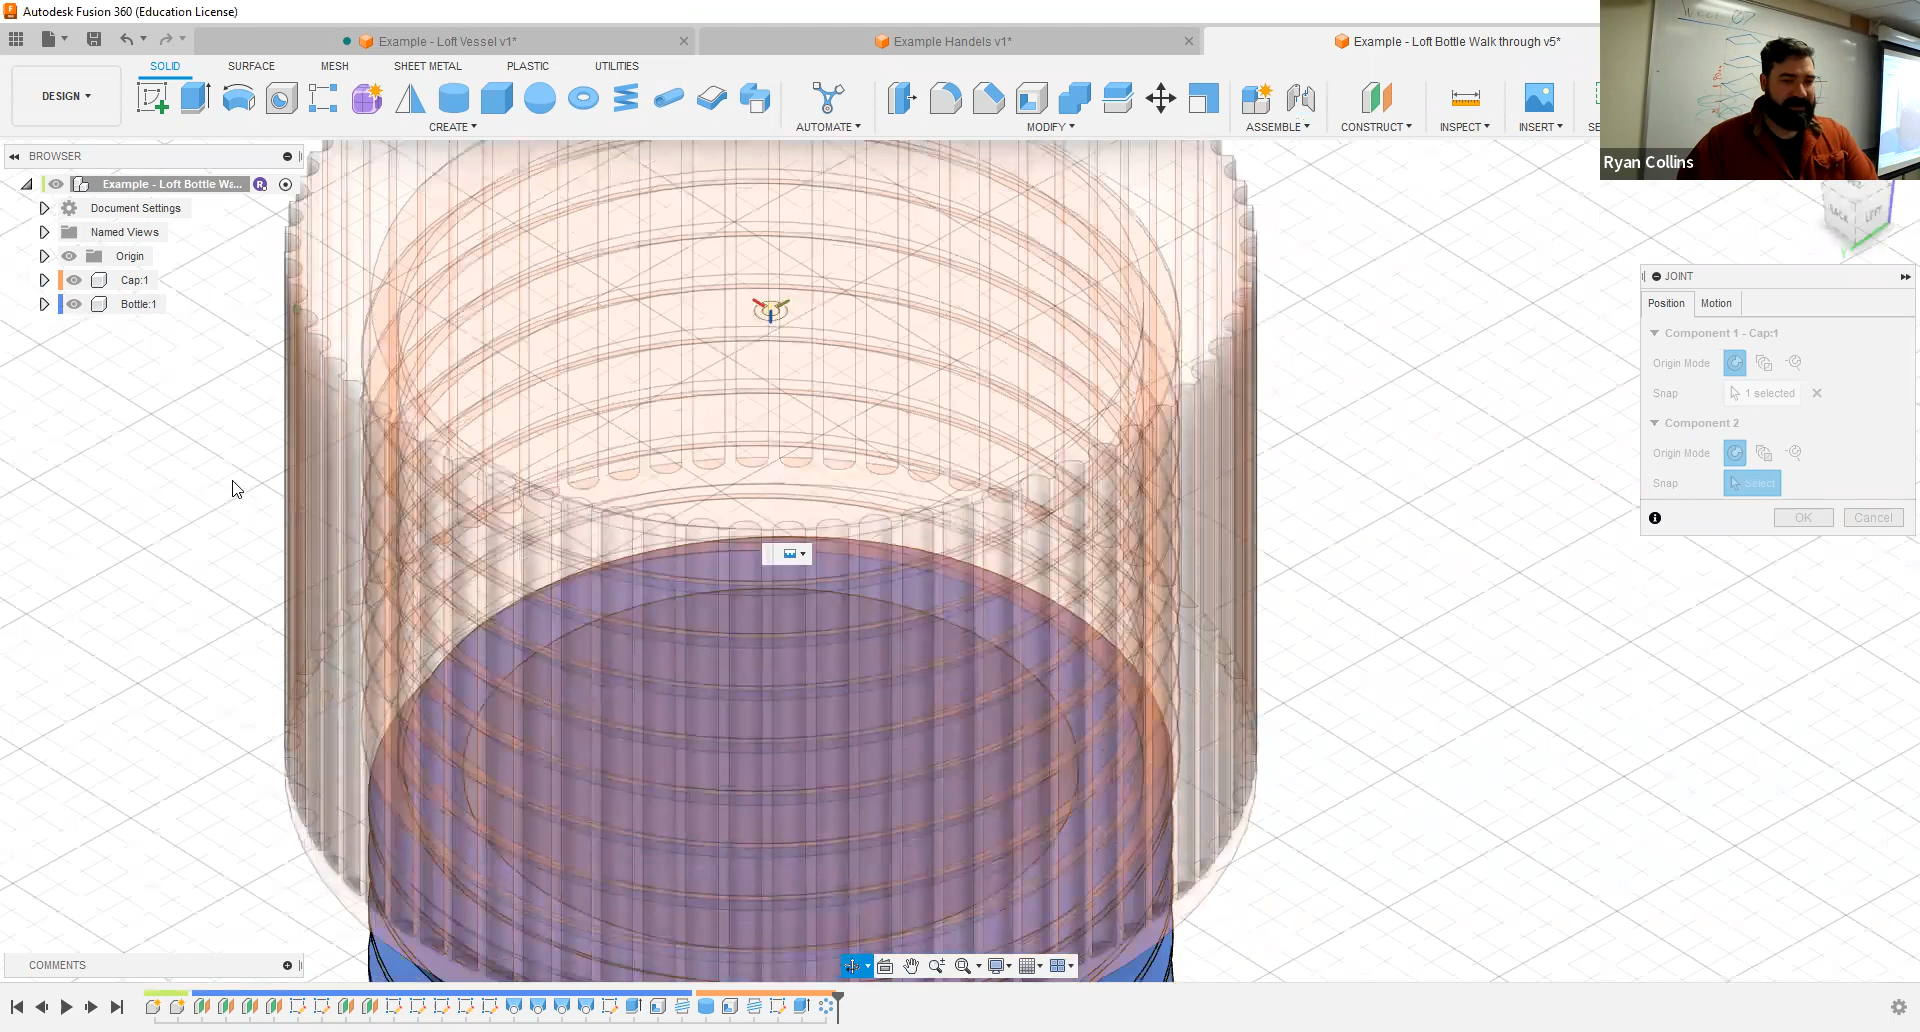 Autodesk Fusion 360 (Education License)
Example - Loft Vessel v1*
Example Handels v1*
Example - Loft Bottle Walk through v5*
DESIGN
SOLID
SURFACE
MESH
SHEET METAL
PLASTIC
UTILITIES
CREATE
AUTOMATE
MODIFY
ASSEMBLE
CONSTRUCT
INSPECT
INSERT
SE
Ryan Collins
BROWSER
Example - Loft Bottle Wa...
Document Settings
Named Views
Origin
Cap:1
Bottle:1
BACK
LEFT
JOINT
Position
Motion
Component 1 - Cap:1
Origin Mode
Snap
1 selected
Component 2
Origin Mode
Snap
Select
OK
Cancel
COMMENTS